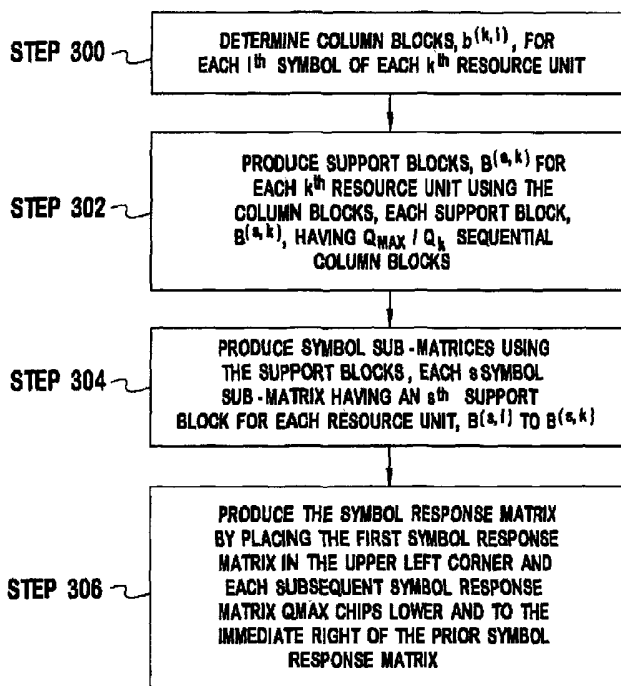 STEP 300
DETERMINE COLUMN BLOCKS, b(k,i), FOR
EACH ith SYMBOL OF EACH kth RESOURCE UNIT
STEP 302
PRODUCE SUPPORT BLOCKS, B(s,k) FOR
EACH kth RESOURCE UNIT USING THE
COLUMN BLOCKS, EACH SUPPORT BLOCK,
B(s,k), HAVING QMAX / Qk SEQUENTIAL
COLUMN BLOCKS
STEP 304
PRODUCE SYMBOL SUB-MATRICES USING
THE SUPPORT BLOCKS, EACH s SYMBOL
SUB-MATRIX HAVING AN sth SUPPORT
BLOCK FOR EACH RESOURCE UNIT, B(s,i) TO B(s,k)
STEP 306
PRODUCE THE SYMBOL RESPONSE MATRIX
BY PLACING THE FIRST SYMBOL RESPONSE
MATRIX IN THE UPPER LEFT CORNER AND
EACH SUBSEQUENT SYMBOL RESPONSE
MATRIX QMAX CHIPS LOWER AND TO THE
IMMEDIATE RIGHT OF THE PRIOR SYMBOL
RESPONSE MATRIX